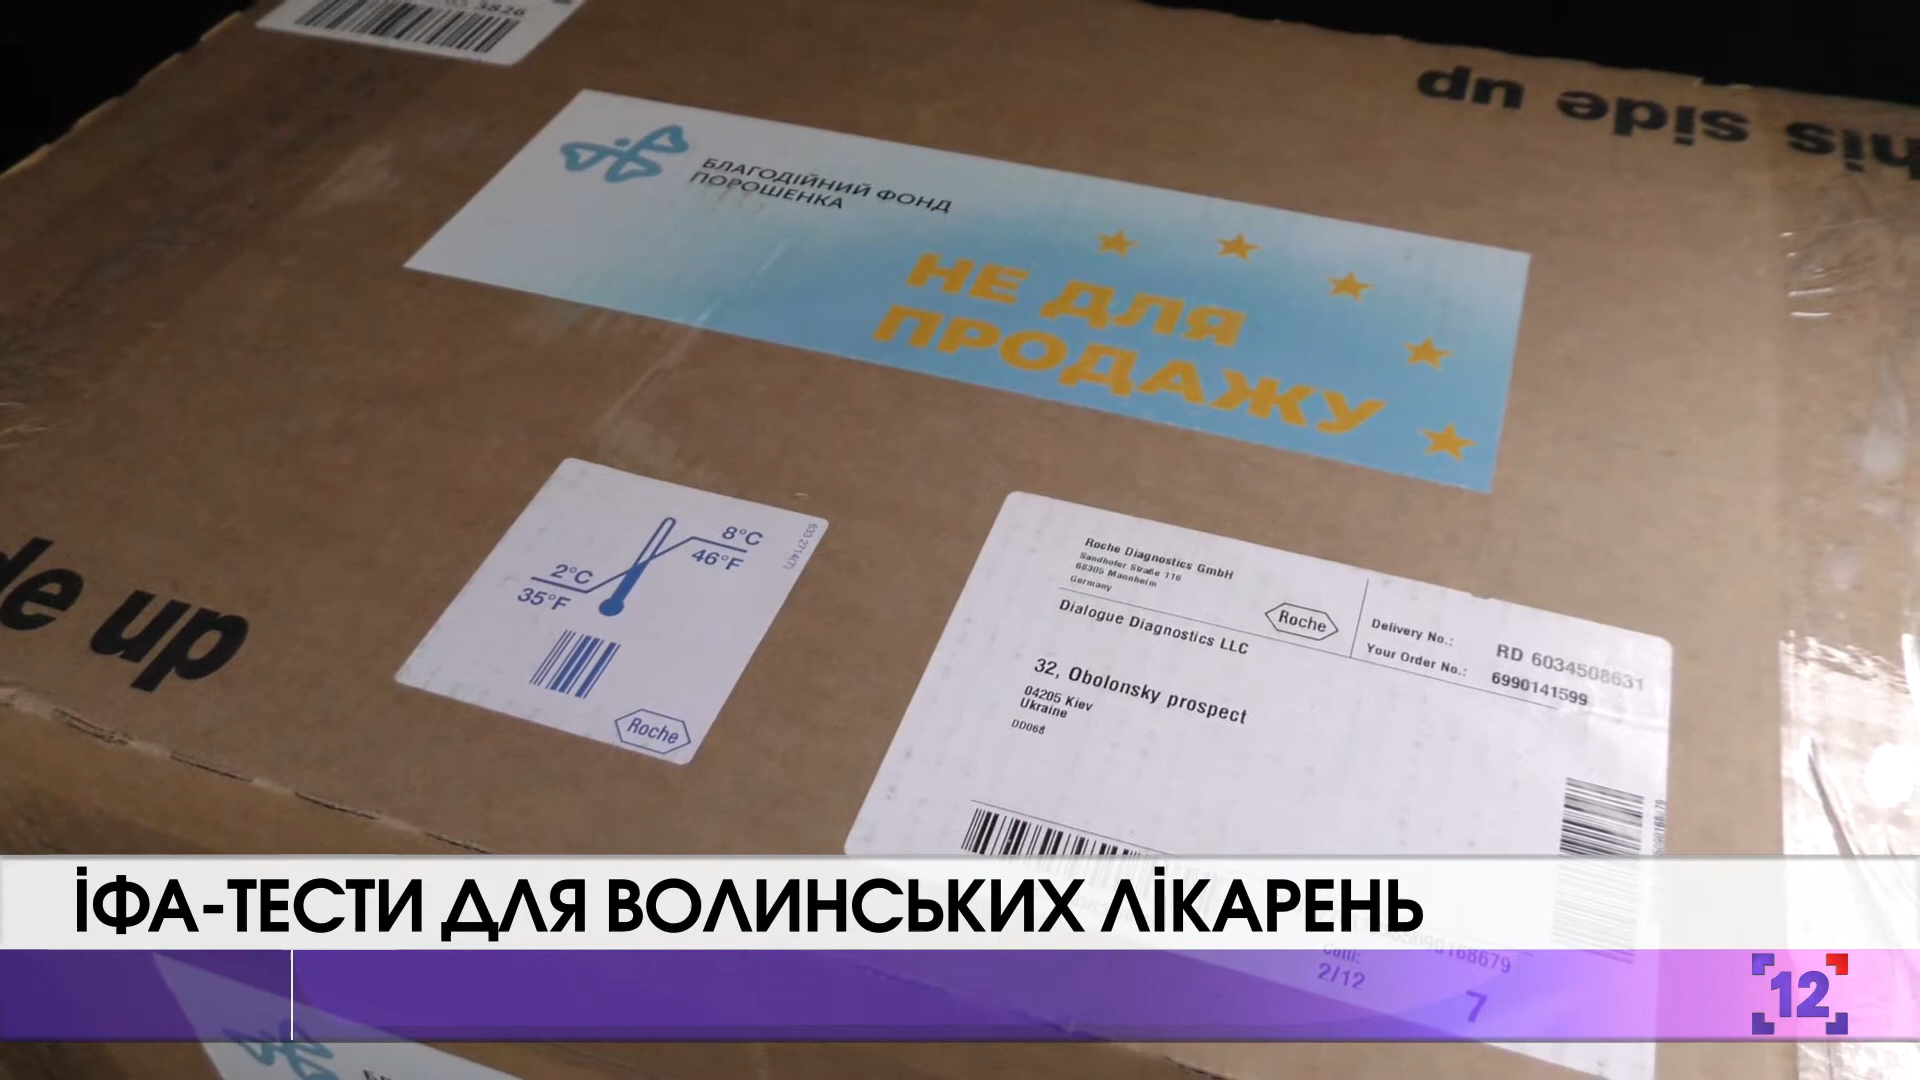 3826
his side up
БЛАГОДІЙНИЙ ФОНД
ПОРОШЕНКА
НЕ ДЛЯ
ПРОДАЖУ
de up
8°C
46°F
2°C
35°F
Roche
Roche Diagnostics GmbH
Sandhofer Straße 116
68305 Mannheim
Germany
Roche
Dialogue Diagnostics LLC
Delivery No.: RD 6034508631
Your Order No.: 6990141599
32, Obolonsky prospect
04205 Kiev
Ukraine
DD068
ІФА-ТЕСТИ ДЛЯ ВОЛИНСЬКИХ ЛІКАРЕНЬ
2/12
7
12